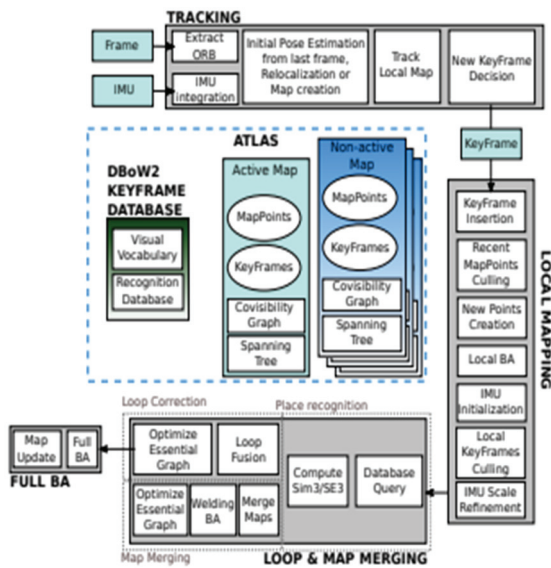 TRACKING
Frame
IMU
Extract
ORB
IMU
integration
Initial Pose Estimation
from last frame,
Relocalization or
Map creation
Track
Local Map
New KeyFrame
Decision
KeyFrame
ATLAS
DBoW2
KEYFRAME
DATABASE
Visual
Vocabulary
Recognition
Database
Active Map
MapPoints
KeyFrames
Covisibility
Graph
Spanning
Tree
Non-active
Map
MapPoints
KeyFrames
Covisibility
Graph
Spanning
Tree
LOCAL MAPPING
KeyFrame
Insertion
Recent
MapPoints
Culling
New Points
Creation
Local BA
IMU
Initialization
Local
KeyFrames
Culling
IMU Scale
Refinement
Loop Correction
Place recognition
Optimize
Essential
Graph
Loop
Fusion
Compute
Sim3/SE3
Database
Query
Optimize
Essential
Graph
Welding
BA
Merge
Maps
Map Merging
LOOP & MAP MERGING
Map
Update
Full
BA
FULL BA